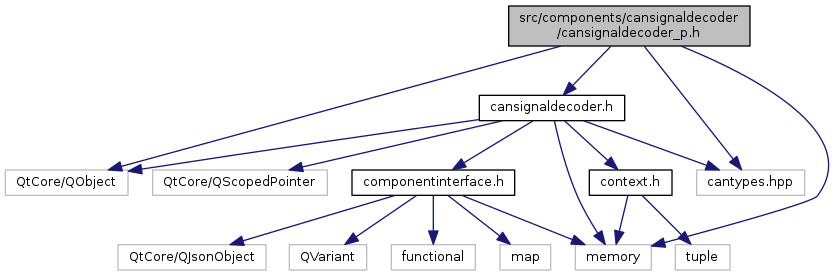 src/components/cansignaldecoder
/cansignaldecoder_p.h
cansignaldecoder.h
QtCore/QObject
QtCore/QScopedPointer
componentinterface.h
context.h
cantypes.hpp
QtCore/QJsonObject
QVariant
functional
map
memory
tuple